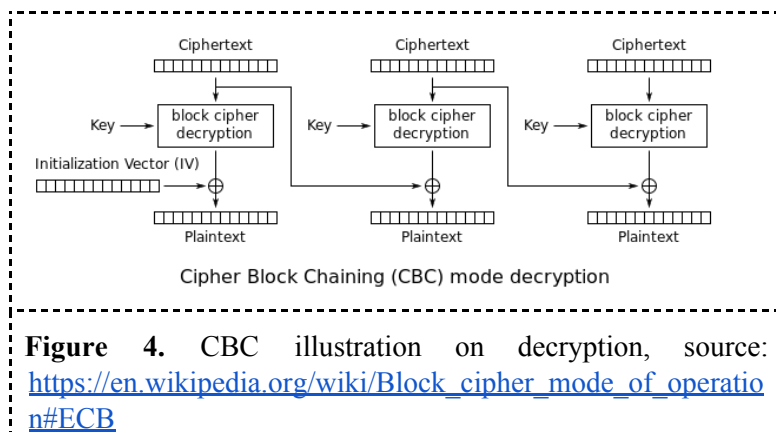 Ciphertext Ciphertext Ciphertext
Key block cipher decryption Key block cipher decryption Key block cipher decryption
Initialization Vector (IV)
Plaintext Plaintext Plaintext
Cipher Block Chaining (CBC) mode decryption
Figure 4. CBC illustration on decryption, source:
https://en.wikipedia.org/wiki/Block_cipher_mode_of_operatio
n#ECB